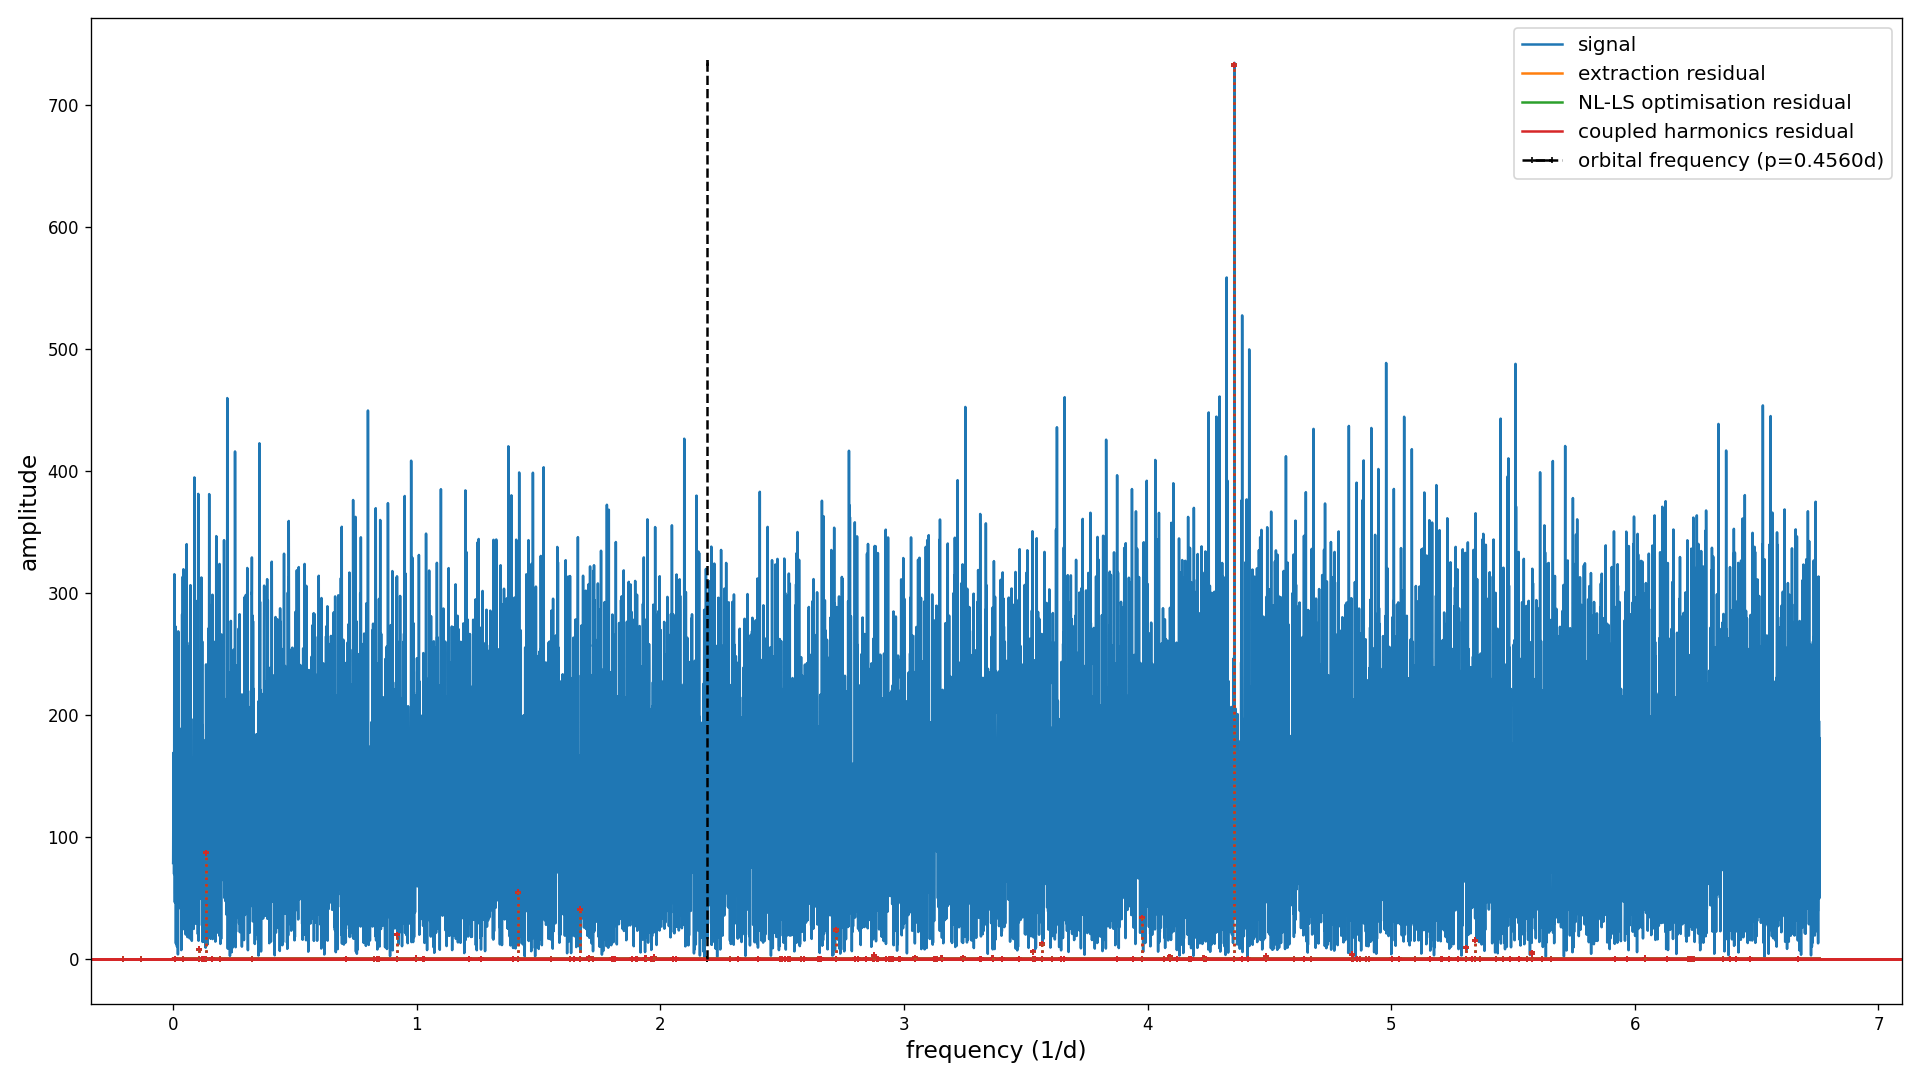 signal
extraction residual
NL-LS optimisation residual
coupled harmonics residual
orbital frequency (p=0.4560d)
700
600
500
400
300
200
100
0
amplitude
0 1 2 3 4 5 6 7
frequency (1/d)